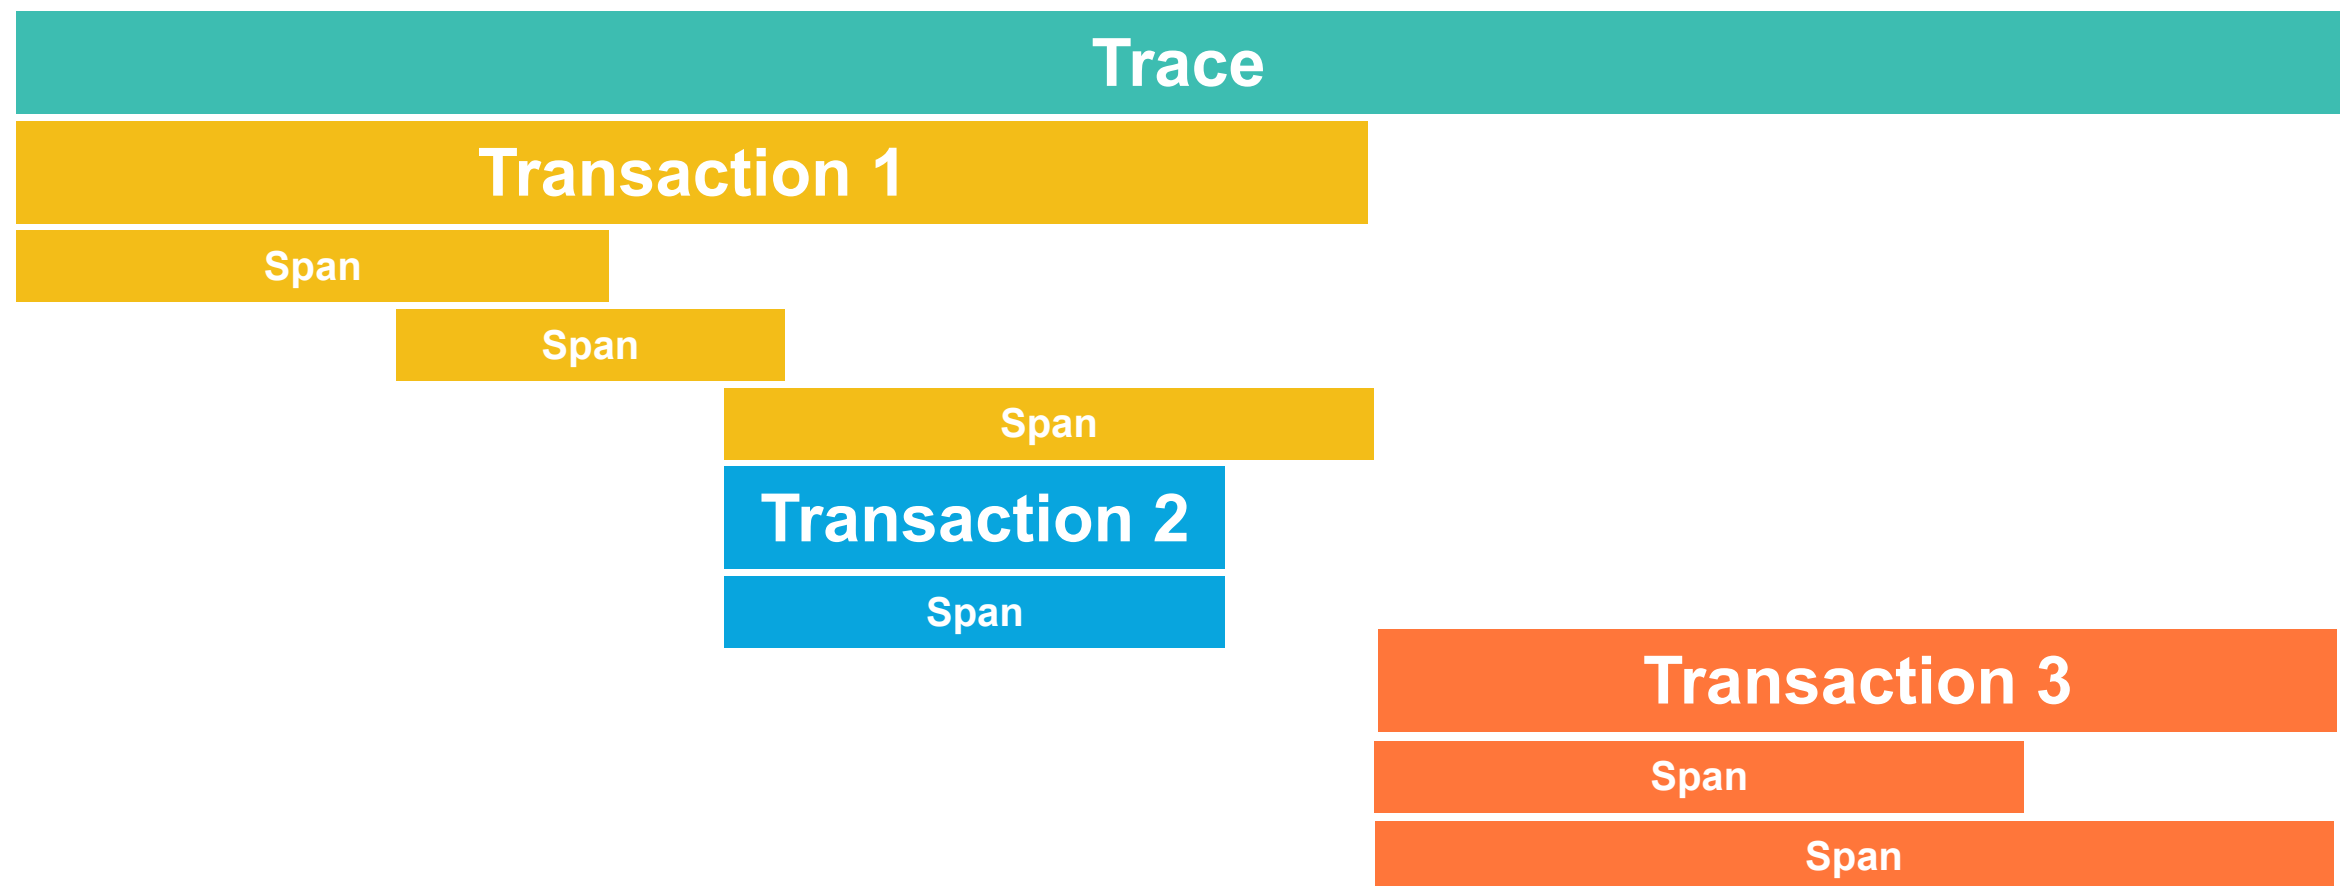 Trace
Transaction 1
Span
Span
Span
Transaction 2
Span
Transaction 3
Span
Span